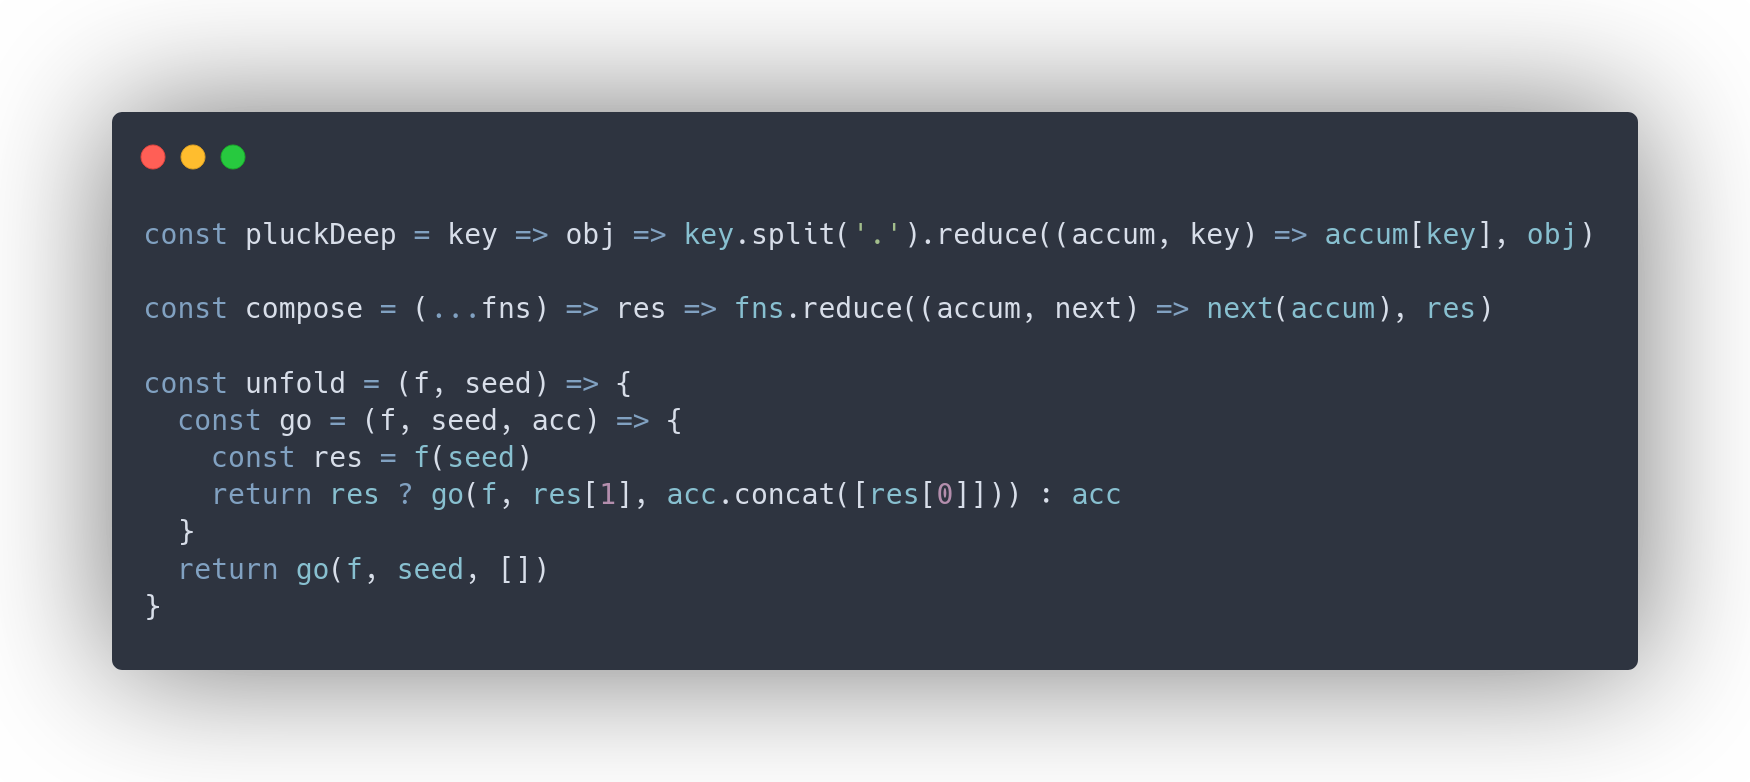 const pluckDeep = key => obj => key.split('.').reduce((accum, key) => accum[key], obj)

const compose = (...fns) => res => fns.reduce((accum, next) => next(accum), res)

const unfold = (f, seed) => {
  const go = (f, seed, acc) => {
    const res = f(seed)
    return res ? go(f, res[1], acc.concat([res[0]])) : acc
  }
  return go(f, seed, [])
}